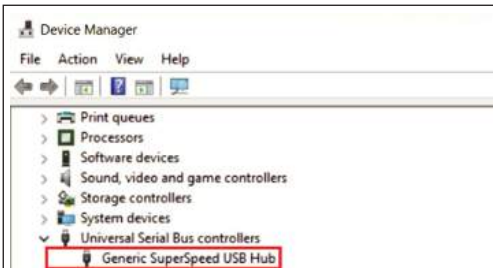 Device Manager
File Action View Help
Print queues
Processors
Software devices
Sound, video and game controllers
Storage controllers
System devices
Universal Serial Bus controllers
Generic SuperSpeed USB Hub